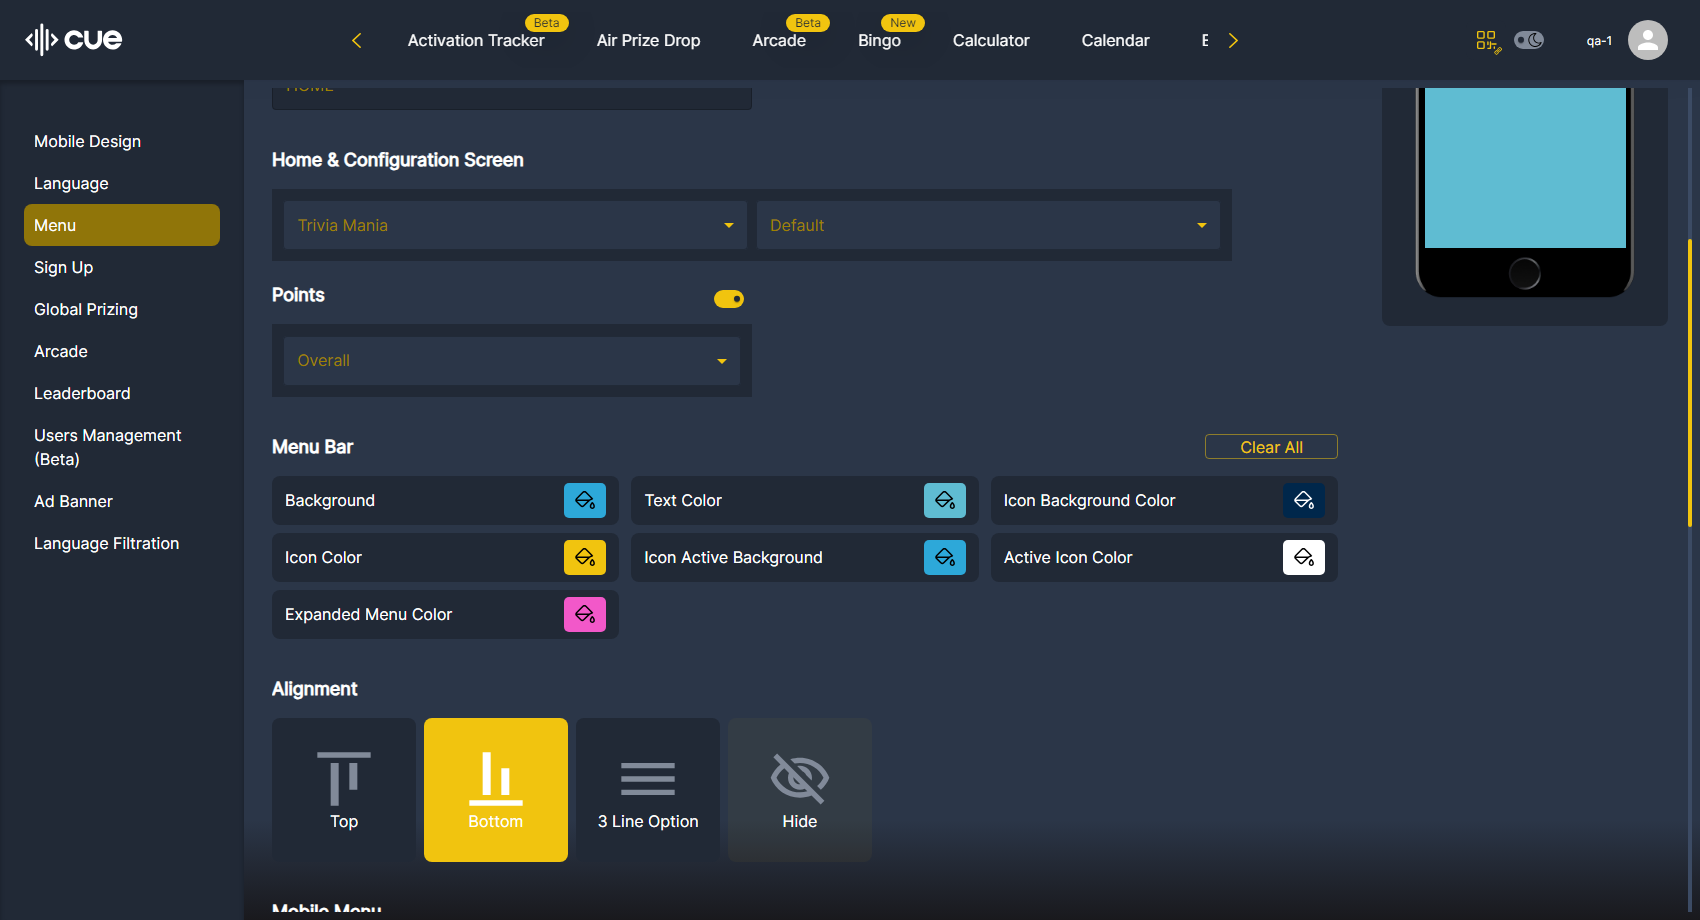 cue
Activation Tracker
Beta
Air Prize Drop
Arcade
Beta
Bingo
New
Calculator
Calendar
qa-1
Mobile Design
Language
Menu
Sign Up
Global Prizing
Arcade
Leaderboard
Users Management
(Beta)
Ad Banner
Language Filtration
HOME
Home & Configuration Screen
Trivia Mania
Default
Points
Overall
Menu Bar
Clear All
Background
Text Color
Icon Background Color
Icon Color
Icon Active Background
Active Icon Color
Expanded Menu Color
Alignment
Top
Bottom
3 Line Option
Hide
Mobile Menu